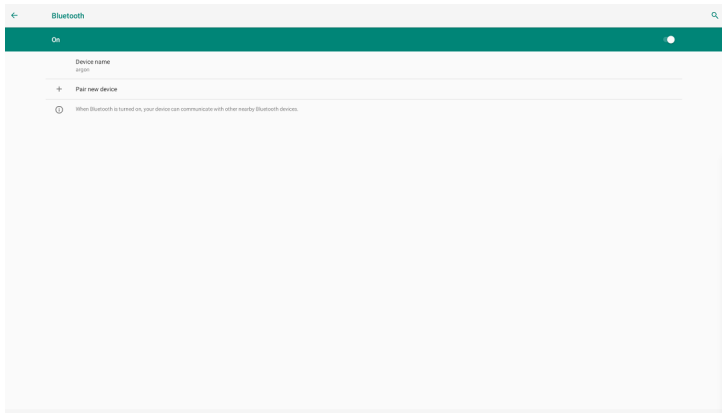 Bluetooth
On
Device name
argon
Pair new device
When Bluetooth is turned on, your device can communicate with other nearby Bluetooth devices.